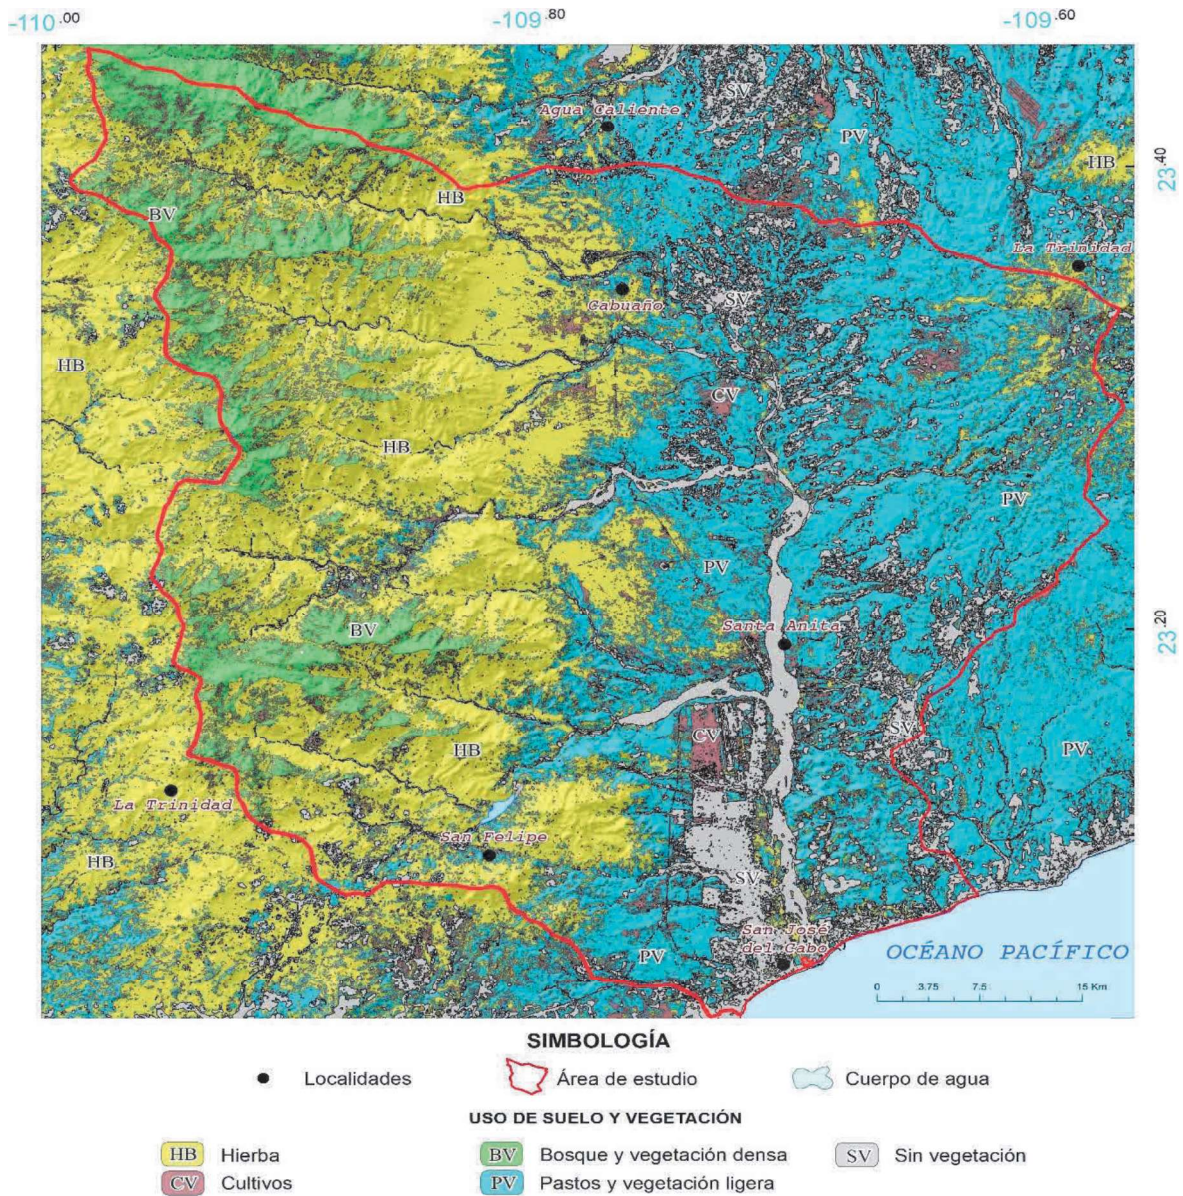 -110.00 -109.80 -109.60
SV
Agua Caliente
PV
HB
23.40
HB
BV
La Trinidad
SV
Cabuaño
HB
CV
HB
PV
PV
BV
Santa Añita
23.20
SV
PV
CV
HB
La Trinidad
San Felipe
HB
SV
San José
del Cabo
PV
OCÉANO PACÍFICO
0 3.75 7.5 15 Km
SIMBOLOGÍA
Localidades Área de estudio Cuerpo de agua
USO DE SUELO Y VEGETACIÓN
HB Hierba BV Bosque y vegetación densa SV Sin vegetación
CV Cultivos PV Pastos y vegetación ligera